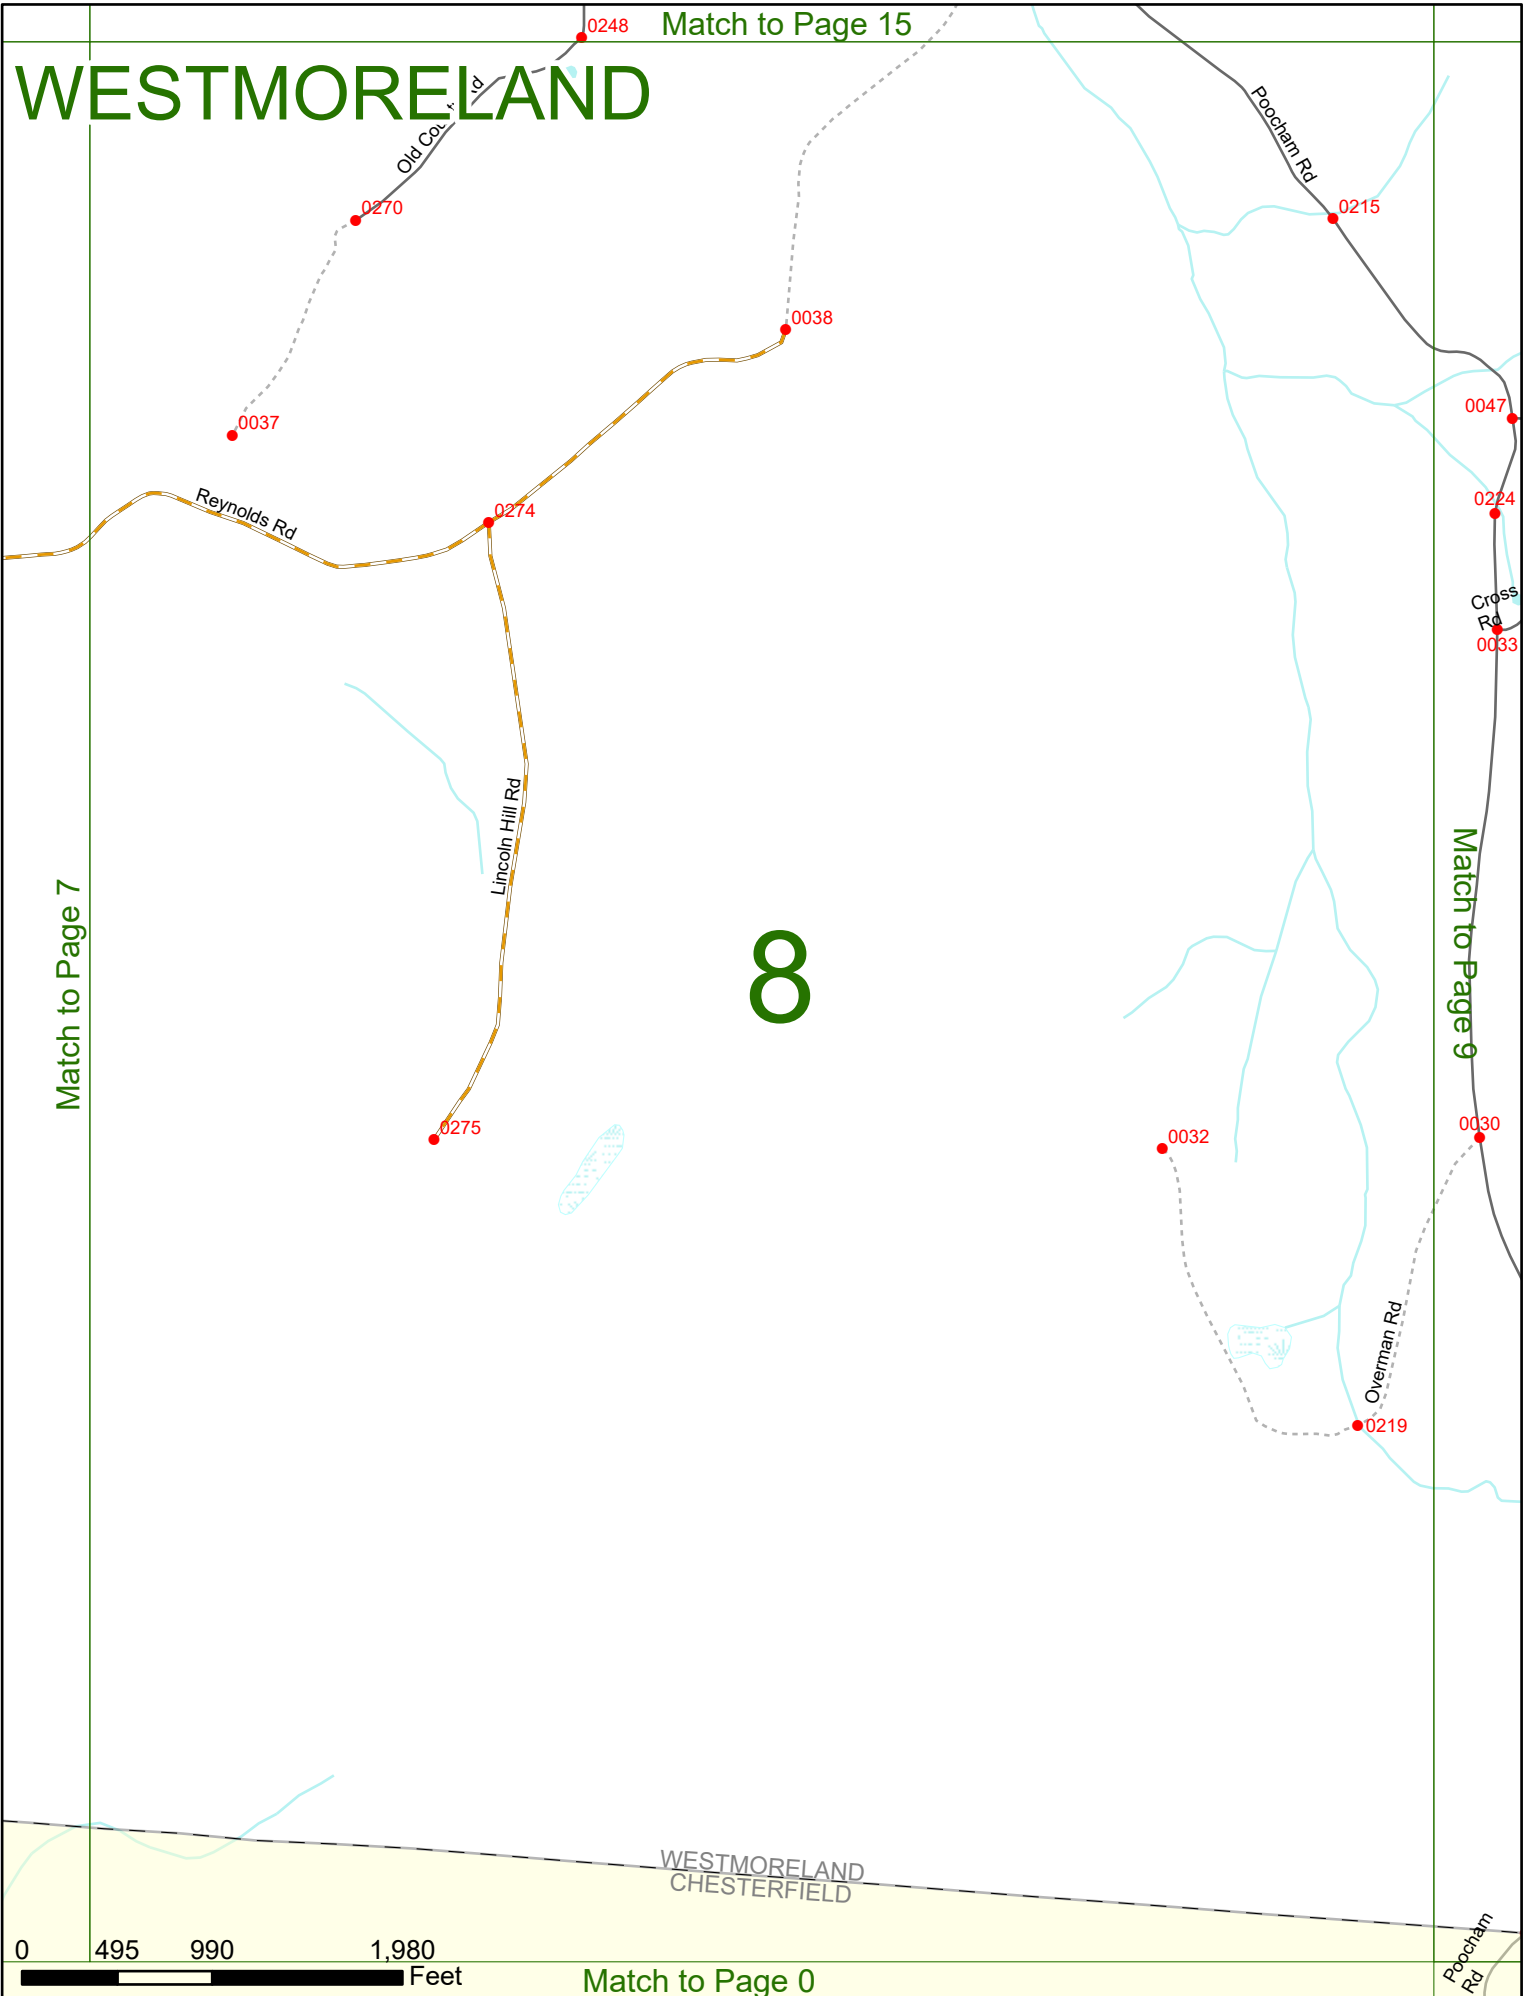 Match to Page 15
0248
WESTMORELAND
Old
Poocham Rd
0270
0215
0038
0037
0047
Reynolds Rd
0274
0224
Cross
Rd
0033
Lincoln Hill Rd
Match to Page 7
8
Match to Page 9
0275
0032
0030
Overman Rd
0219
WESTMORELAND
CHESTERFIELD
Poocham
Rd
0 495 990 1,980
Feet
Match to Page 0